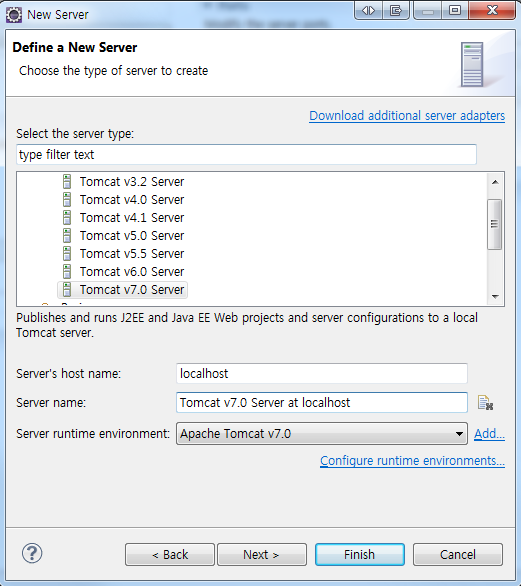 New Server
Define a New Server
Choose the type of server to create
Download additional server adapters
Select the server type:
type filter text
Tomcat v3.2 Server
Tomcat v4.0 Server
Tomcat v4.1 Server
Tomcat v5.0 Server
Tomcat v5.5 Server
Tomcat v6.0 Server
Tomcat v7.0 Server
Publishes and runs J2EE and Java EE Web projects and server configurations to a local
Tomcat server.
Server's host name: localhost
Server name: Tomcat v7.0 Server at localhost
Server runtime environment: Apache Tomcat v7.0 Add...
Configure runtime environments...
? < Back Next > Finish Cancel